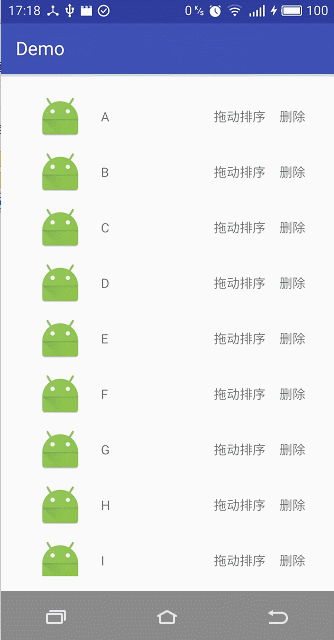 17:18 0 K/s 100
Demo
A 拖动排序 删除
B 拖动排序 删除
C 拖动排序 删除
D 拖动排序 删除
E 拖动排序 删除
F 拖动排序 删除
G 拖动排序 删除
H 拖动排序 删除
I 拖动排序 删除